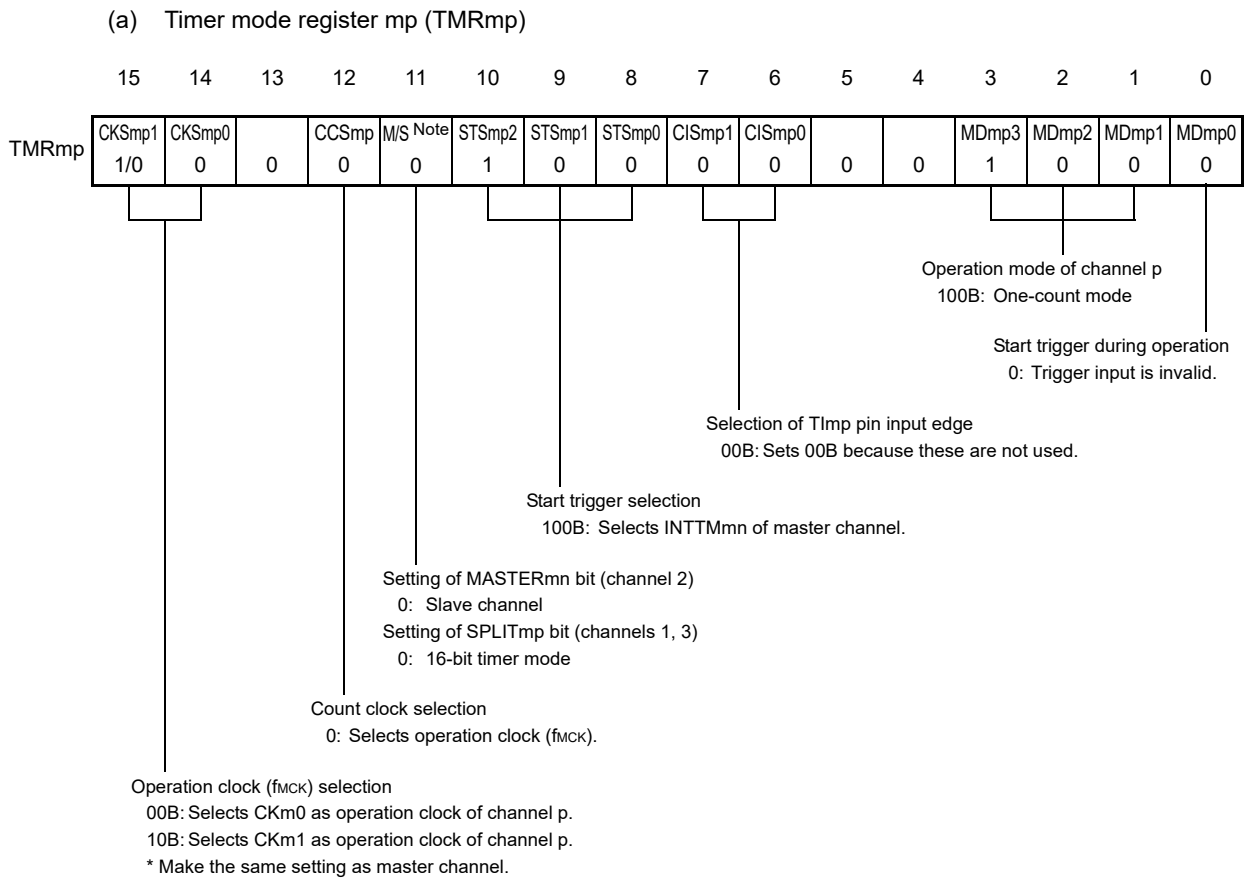 (a) Timer mode register mp (TMRmp)
15 14 13 12 11 10 9 8 7 6 5 4 3 2 1 0
TMRmp CKSmp1 CKSmp0 CCSmp M/S Note STSmp2 STSmp1 STSmp0 CISmp1 CISmp0 MDmp3 MDmp2 MDmp1 MDmp0
1/0 0 0 0 0 1 0 0 0 0 0 0 1 0 0 0
Operation mode of channel p
100B: One-count mode
Start trigger during operation
0: Trigger input is invalid.
Selection of TImp pin input edge
00B: Sets 00B because these are not used.
Start trigger selection
100B: Selects INTTMmn of master channel.
Setting of MASTERmn bit (channel 2)
0: Slave channel
Setting of SPLITmp bit (channels 1, 3)
0: 16-bit timer mode
Count clock selection
0: Selects operation clock (fMCK).
Operation clock (fMCK) selection
00B: Selects CKm0 as operation clock of channel p.
10B: Selects CKm1 as operation clock of channel p.
* Make the same setting as master channel.